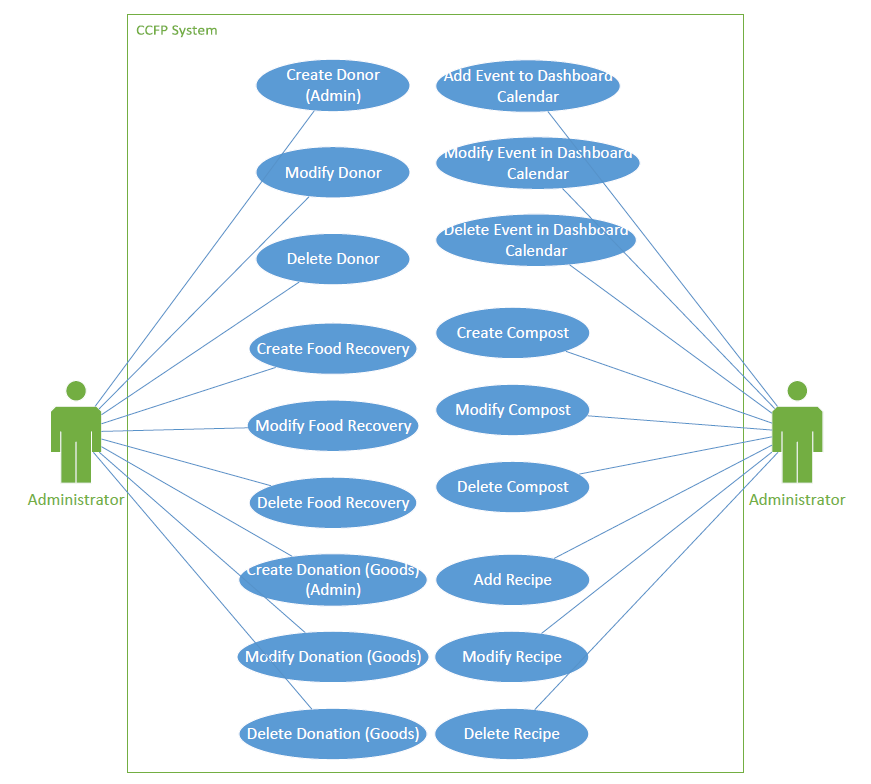 CCFP System
Create Donor
(Admin)
Modify Donor
Delete Donor
Create Food Recovery
Modify Food Recovery
Delete Food Recovery
Create Donation (Goods)
(Admin)
Modify Donation (Goods)
Delete Donation (Goods)
Add Event to Dashboard
Calendar
Modify Event in Dashboard
Calendar
Delete Event in Dashboard
Calendar
Create Compost
Modify Compost
Delete Compost
Add Recipe
Modify Recipe
Delete Recipe
Administrator
Administrator